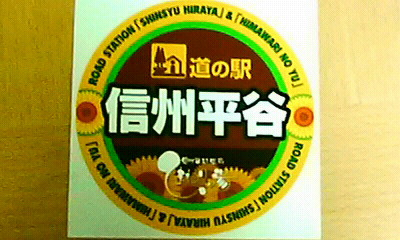 ROAD STATION「SHINSYU HIRAYA」&「HIMAWARI NO YU」
道の駅
信州平谷
ROAD STATION「SHINSYU HIRAYA」&「HIMAWARI NO YU」